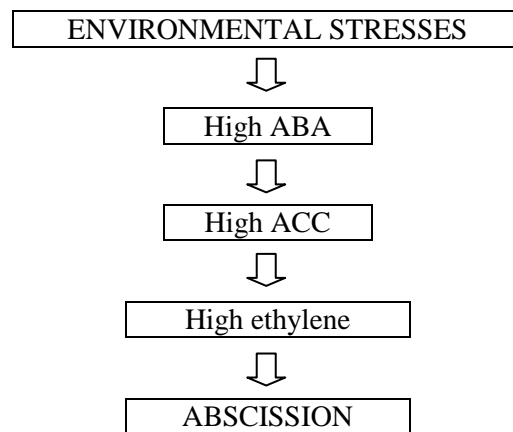 ENVIRONMENTAL STRESSES
High ABA
High ACC
High ethylene
ABSCISSION